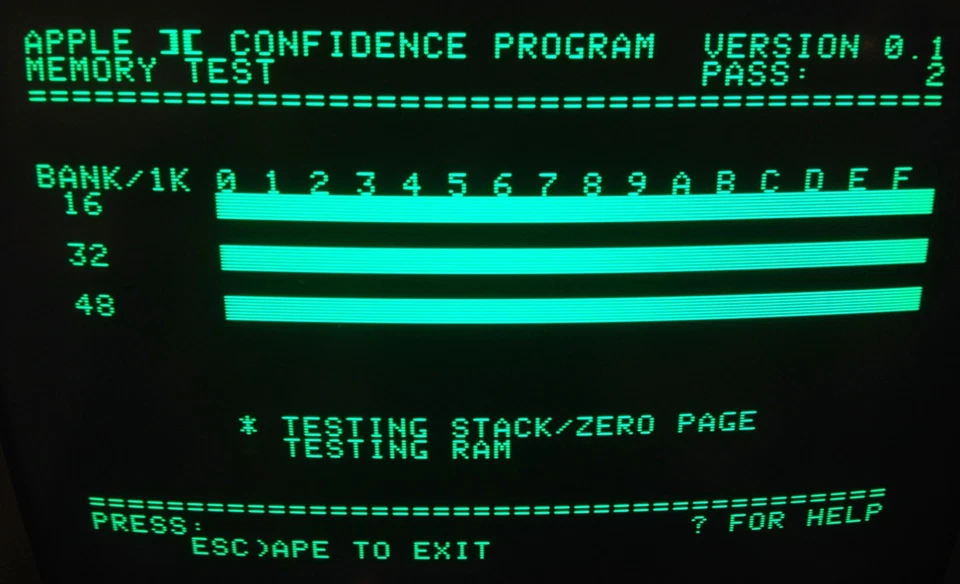 APPLE ][ CONFIDENCE PROGRAM VERSION 0.1
MEMORY TEST PASS: 2
========================================
BANK/1K 0 1 2 3 4 5 6 7 8 9 A B C D E F
16
32
48
* TESTING STACK/ZERO PAGE
TESTING RAM
========================================
PRESS: ? FOR HELP
ESC)APE TO EXIT